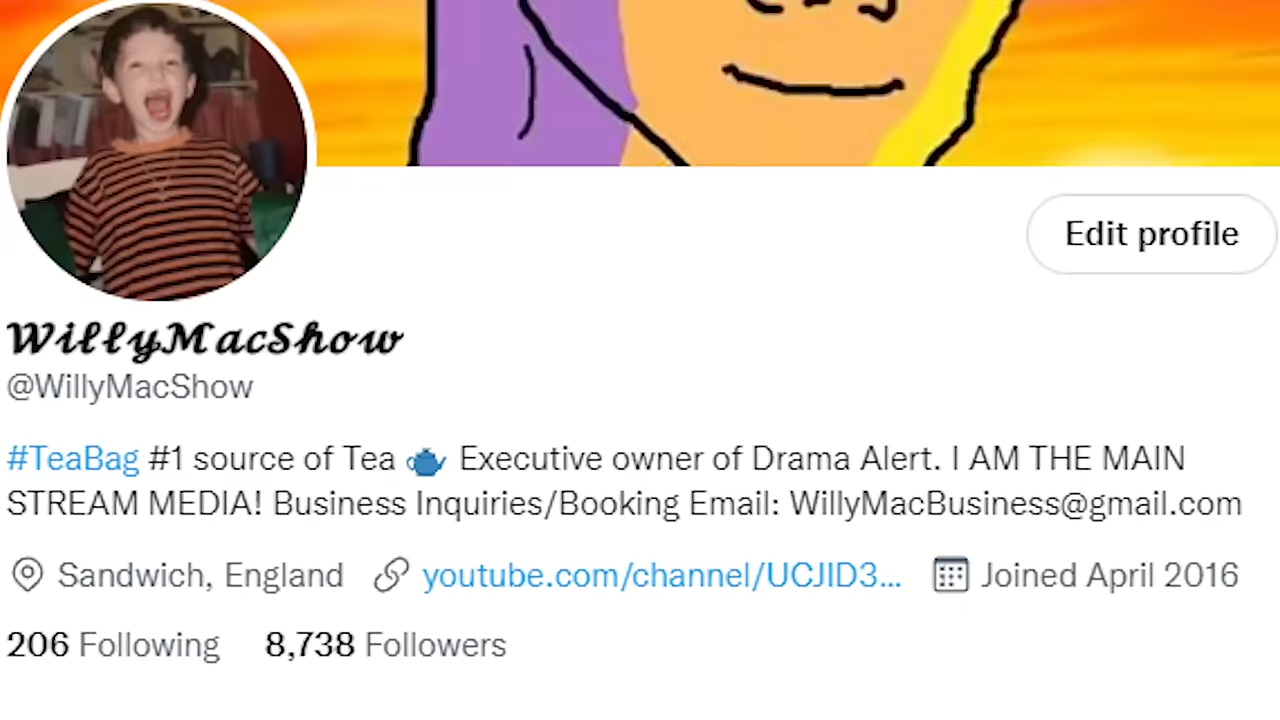 Edit profile
WillyMacShow
@WillyMacShow
#TeaBag #1 source of Tea 🫖 Executive owner of Drama Alert. I AM THE MAIN
STREAM MEDIA! Business Inquiries/Booking Email: WillyMacBusiness@gmail.com
Sandwich, England youtube.com/channel/UCJID3... Joined April 2016
206 Following 8,738 Followers